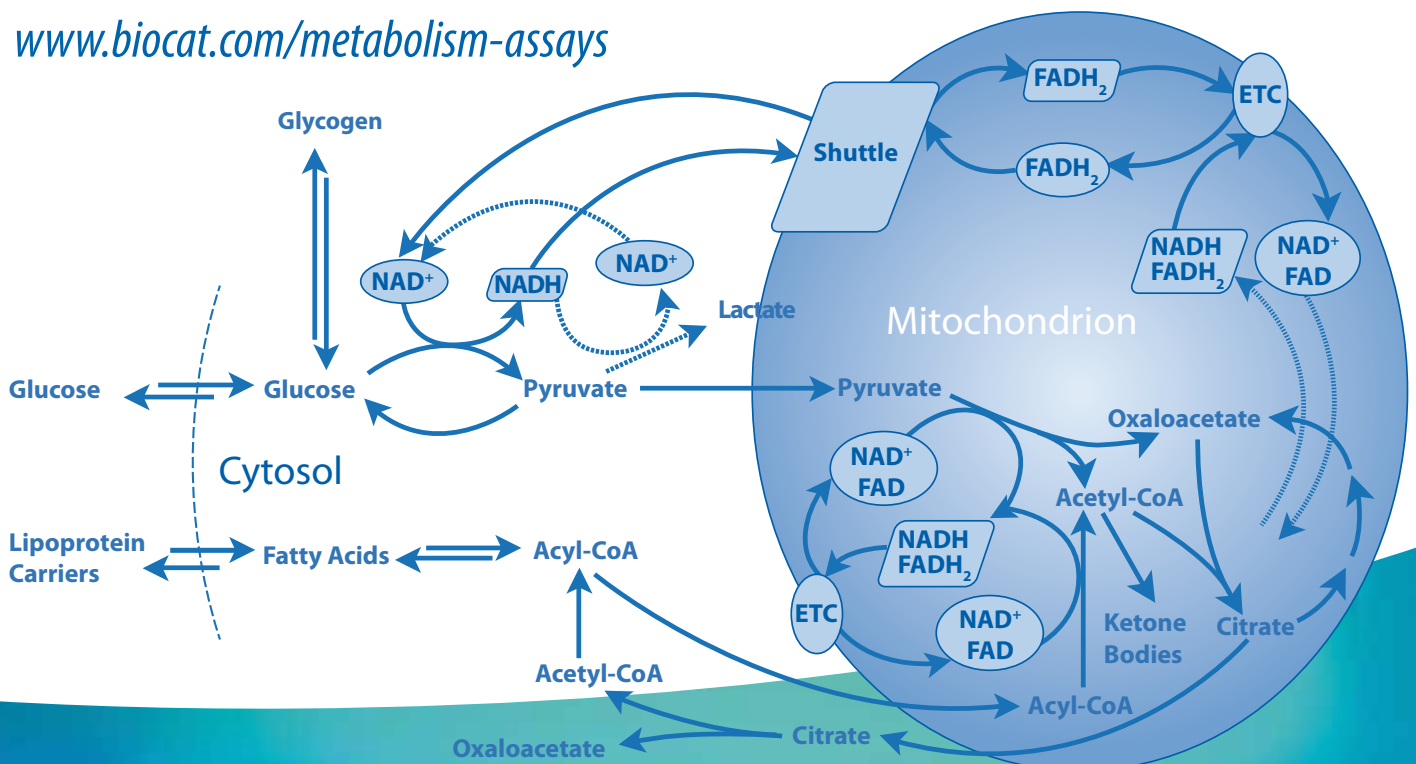 www.biocat.com/metabolism-assays
Glycogen
Shuttle
FADH₂
ETC
FADH₂
NAD⁺
NADH
NAD⁺
Lactate
NADH
FADH₂
NAD⁺
FAD
Mitochondrion
Glucose
Glucose
Pyruvate
Pyruvate
Oxaloacetate
Cytosol
NAD⁺
FAD
Acetyl-CoA
Lipoprotein
Carriers
Fatty Acids
Acyl-CoA
NADH
FADH₂
ETC
NAD⁺
FAD
Ketone
Bodies
Citrate
Acetyl-CoA
Acyl-CoA
Citrate
Oxaloacetate